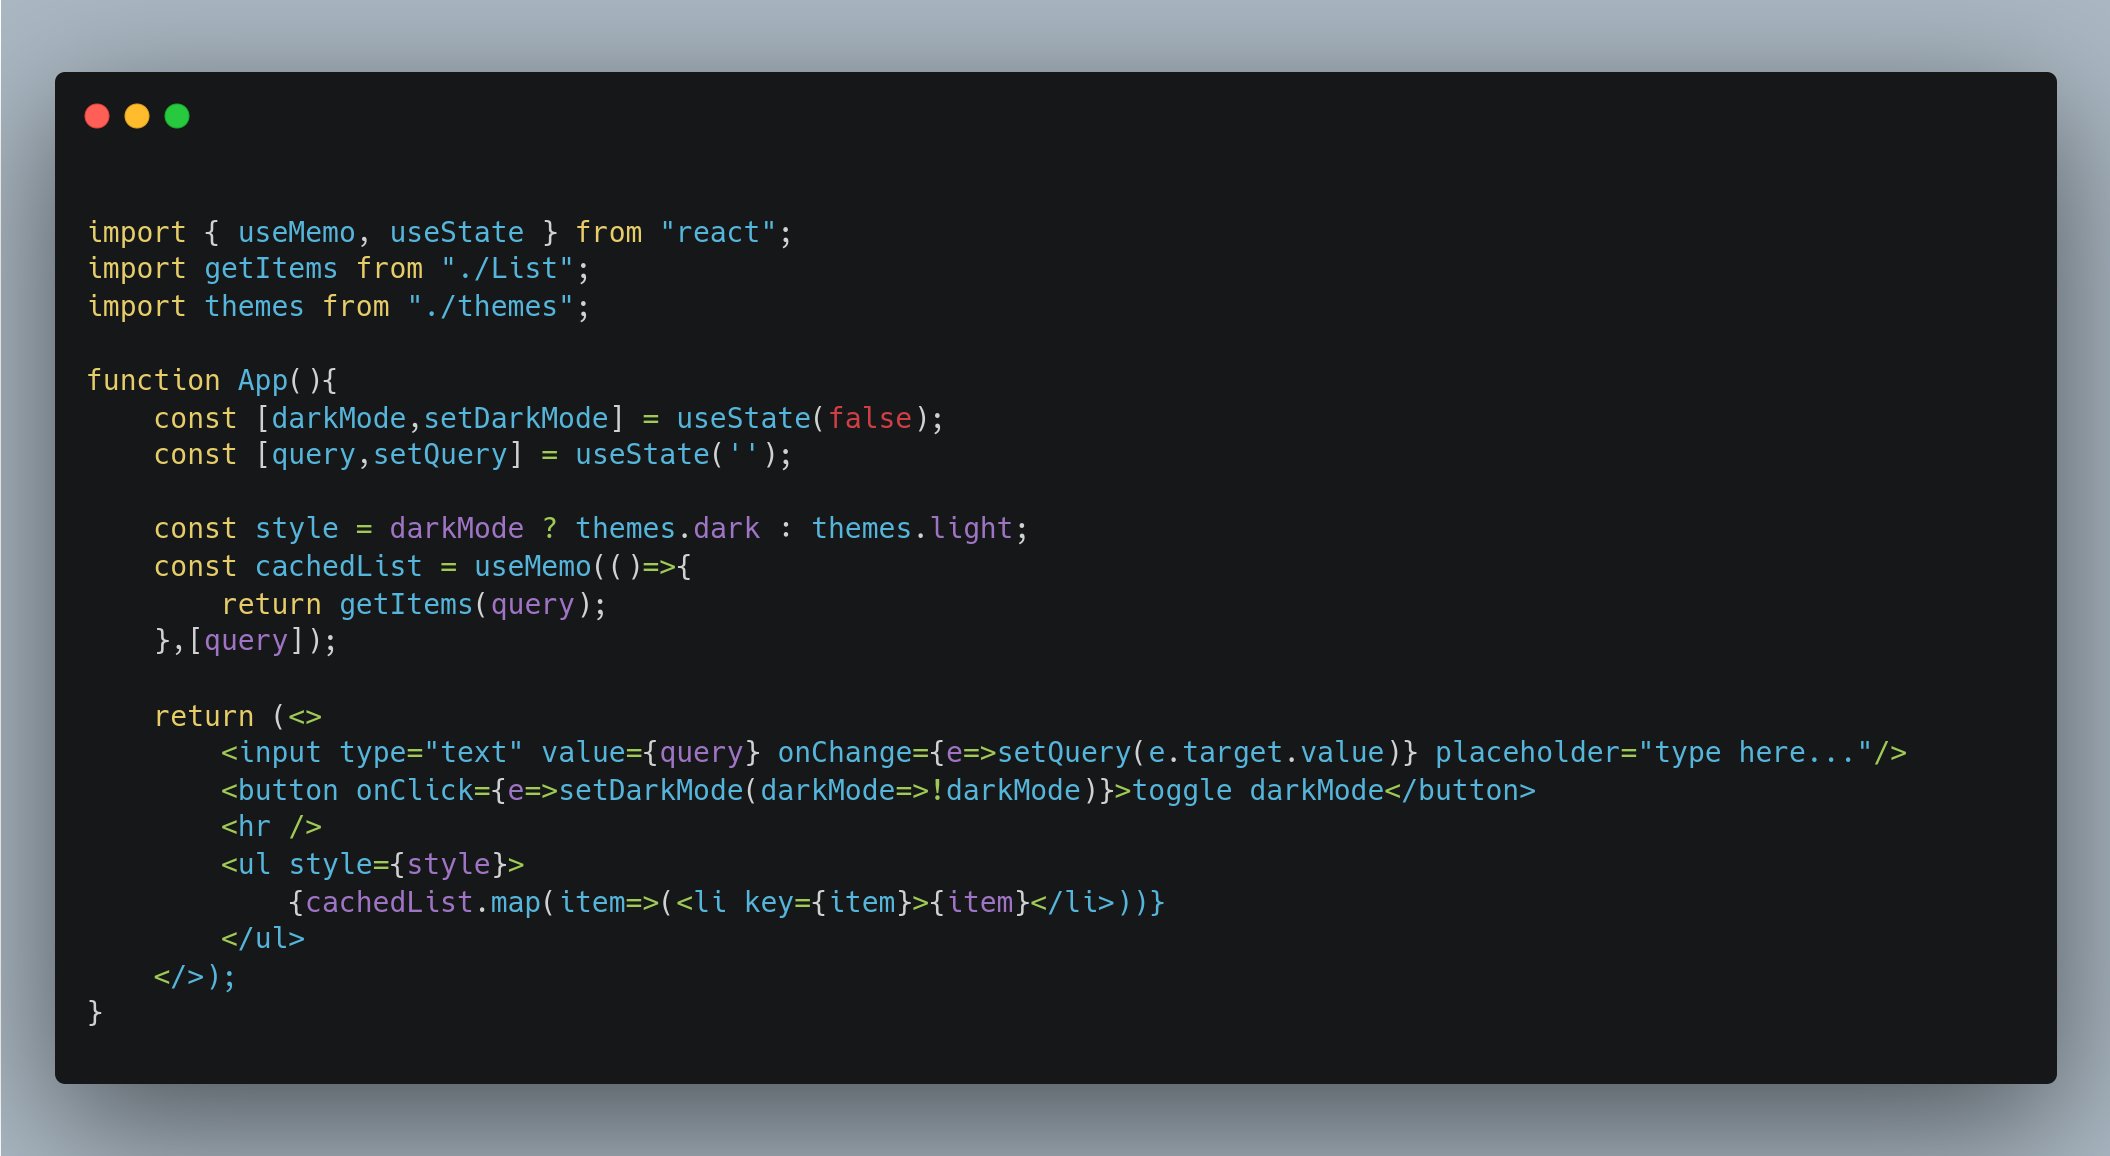 import { useMemo, useState } from "react";
import getItems from "./List";
import themes from "./themes";

function App(){
    const [darkMode,setDarkMode] = useState(false);
    const [query,setQuery] = useState('');

    const style = darkMode ? themes.dark : themes.light;
    const cachedList = useMemo(()=>{
        return getItems(query);
    },[query]);

    return (<>
        <input type="text" value={query} onChange={e=>setQuery(e.target.value)} placeholder="type here..."/>
        <button onClick={e=>setDarkMode(darkMode=>!darkMode)}>toggle darkMode</button>
        <hr />
        <ul style={style}>
            {cachedList.map(item=>(<li key={item}>{item}</li>))}
        </ul>
    </>);
}